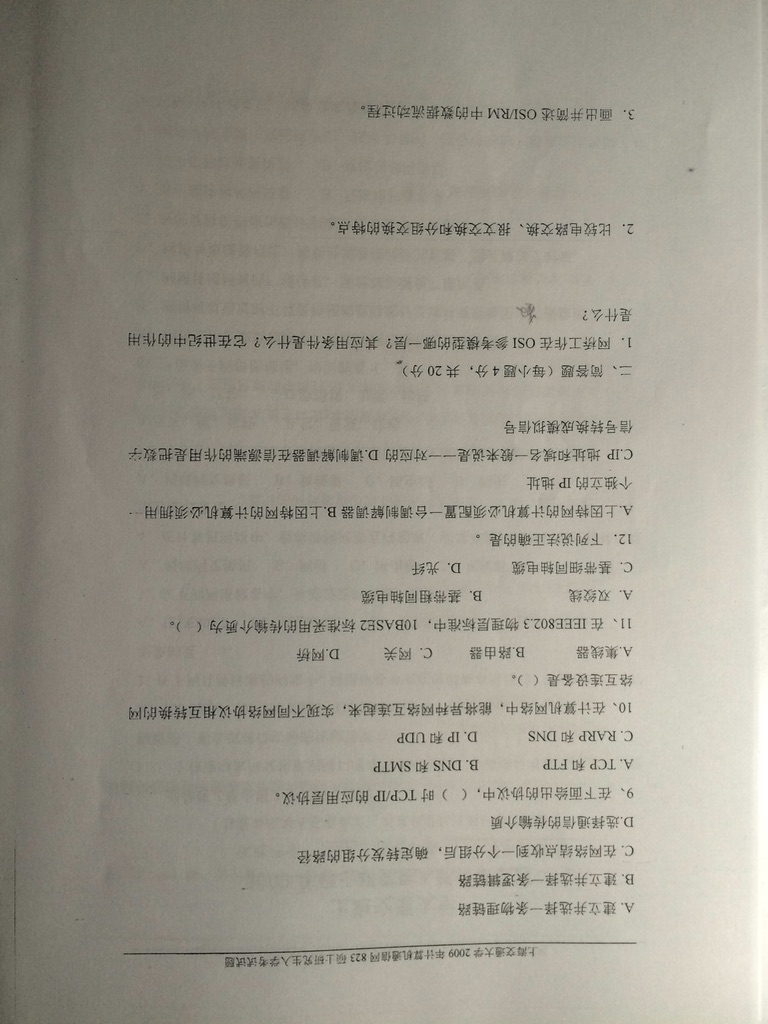 上海交通大学 2009 年计算机通信网 823 硕士研究生入学考试试题
A. 建立并选择一条物理链路
B. 建立并选择一条逻辑链路
C. 在网络结点收到一个分组后，确定转发分组的路径
D.选择通信的传输介质
9、在下面给出的协议中，（ ）时 TCP/IP 的应用层协议。
A. TCP 和 FTP B. DNS 和 SMTP
C. RARP 和 DNS D. IP 和 UDP
10、在计算机网络中，能将异种网络互连起来，实现不同网络协议相互转换的网
络互连设备是（ ）。
A.集线器 B.路由器 C. 网关 D.网桥
11、在 IEEE802.3 物理层标准中，10BASE2 标准采用的传输介质为（ ）。
A. 双绞线 B. 基带粗同轴电缆
C. 基带细同轴电缆 D. 光纤
12．下列说法正确的是 。
A.上因特网的计算机必须配置一台调制解调器 B.上因特网的计算机必须拥用一
个独立的 IP 地址
C.IP 地址和域名一般来说是一一对应的 D.调制解调器在信源端的作用是把数字
信号转换成模拟信号
二、简答题（每小题 4 分，共 20 分）
1．网桥工作在 OSI 参考模型的哪一层？其应用条件是什么？它在世纪中的作用
是什么？
2．比较电路交换、报文交换和分组交换的特点。
3．画出并简述 OSI/RM 中的数据流动过程。